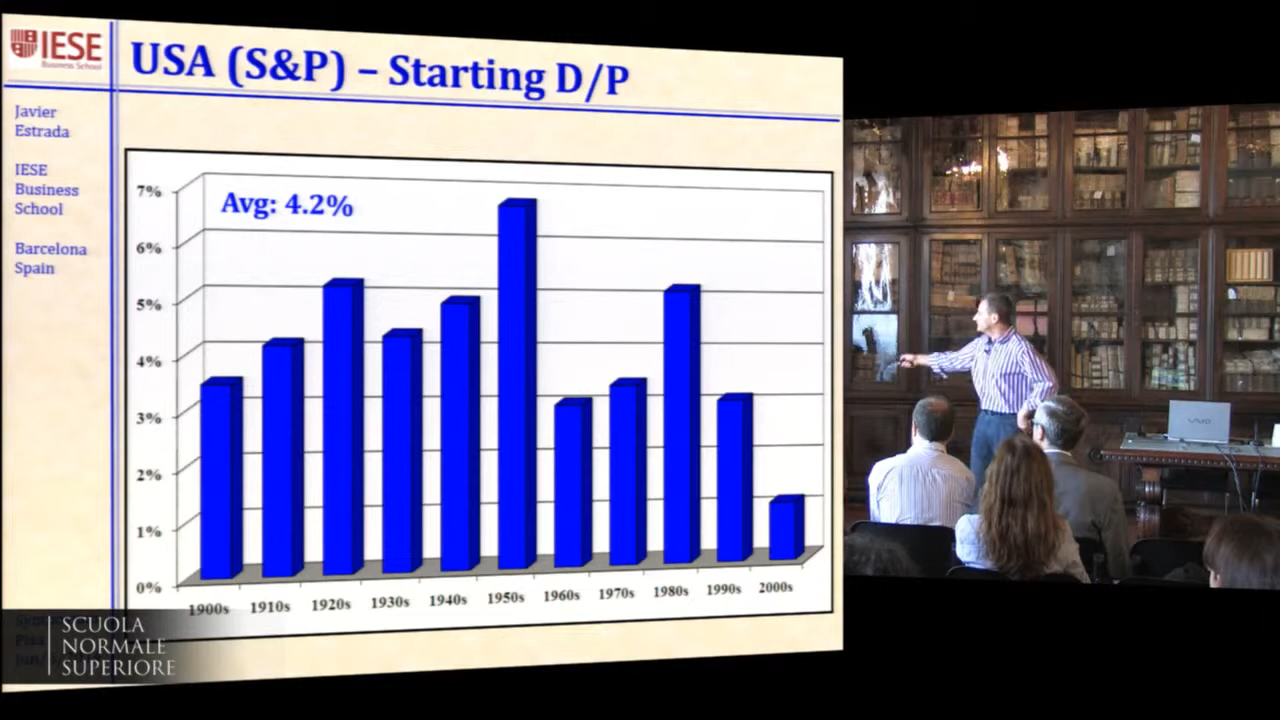 IESE
Business School
USA (S&P) – Starting D/P
Javier
Estrada
IESE
Business
School
Barcelona
Spain
Avg: 4.2%
7%
6%
5%
4%
3%
2%
1%
0%
1900s 1910s 1920s 1930s 1940s 1950s 1960s 1970s 1980s 1990s 2000s
SCUOLA
NORMALE
SUPERIORE
VAIO